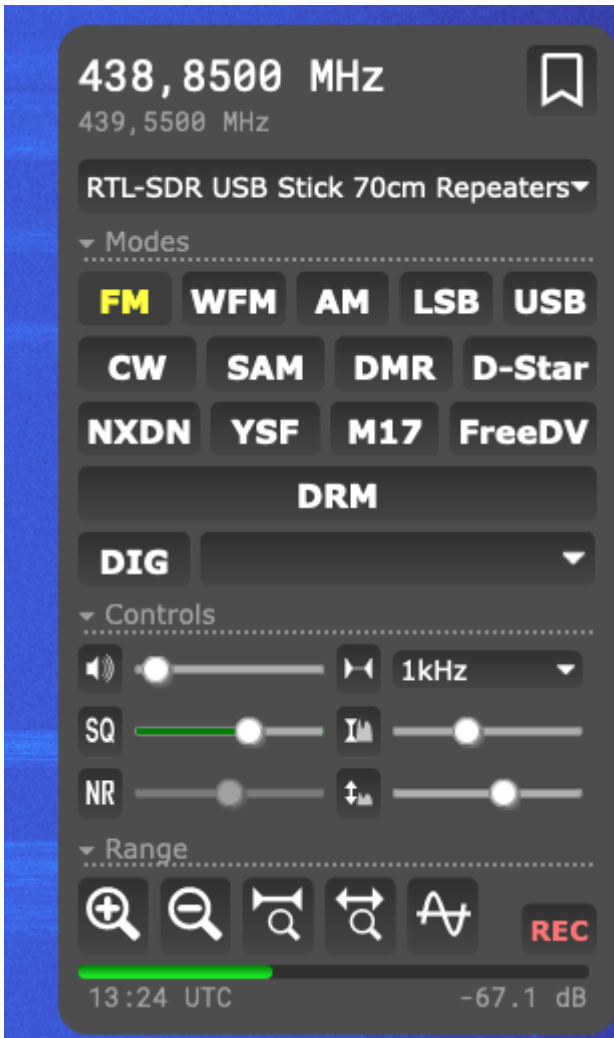 438,8500 MHz
439,5500 MHz
RTL-SDR USB Stick 70cm Repeaters
Modes
FM WFM AM LSB USB
CW SAM DMR D-Star
NXDN YSF M17 FreeDV
DRM
DIG
Controls
1kHz
SQ
NR
Range
REC
13:24 UTC -67.1 dB